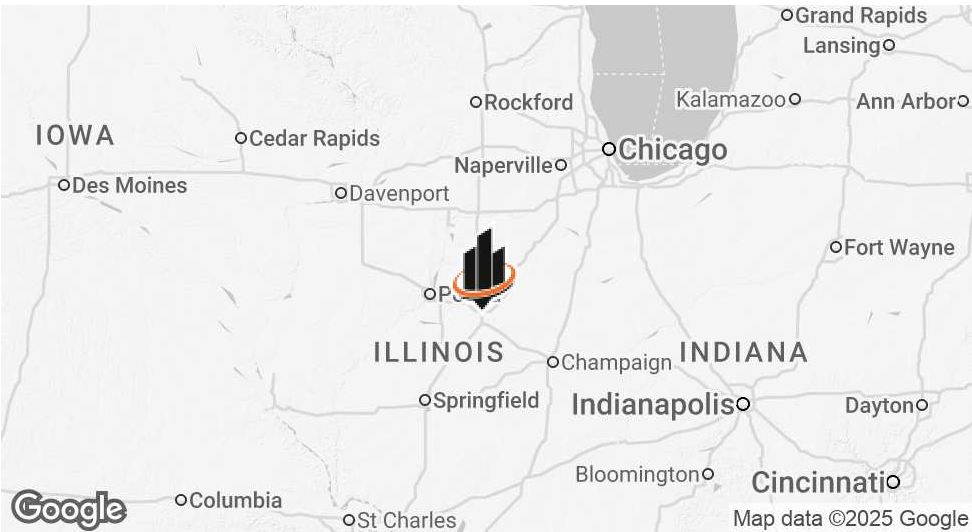 Grand Rapids
Lansing
Rockford
Kalamazoo
Ann Arbor
IOWA
Cedar Rapids
Chicago
Naperville
Des Moines
Davenport
Fort Wayne
ILLINOIS
INDIANA
Champaign
Springfield
Indianapolis
Dayton
Bloomington
Cincinnati
Columbia
Google
St Charles
Map data ©2025 Google